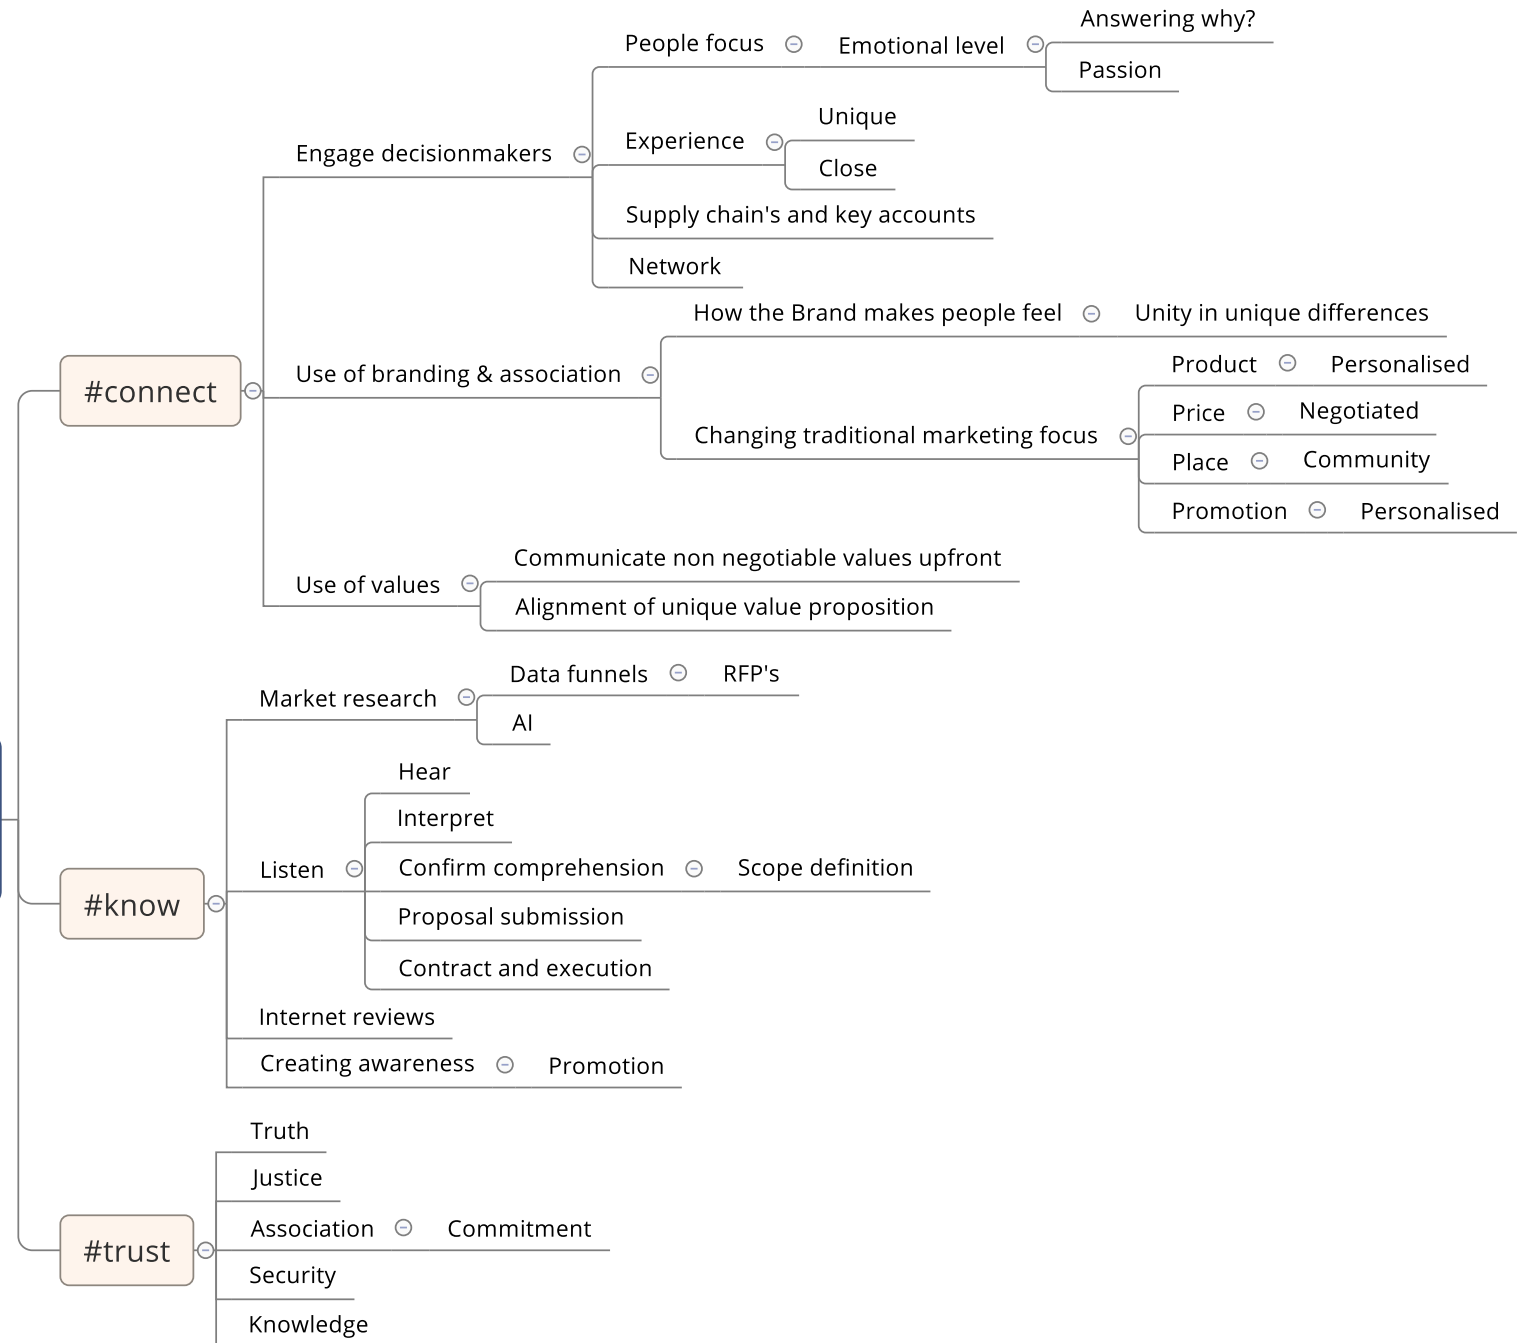 Answering why?
People focus
Emotional level
Passion
Unique
Experience
Close
Engage decisionmakers
Supply chain's and key accounts
Network
How the Brand makes people feel
Unity in unique differences
Product
Personalised
Use of branding & association
Price
Negotiated
#connect
Changing traditional marketing focus
Place
Community
Promotion
Personalised
Communicate non negotiable values upfront
Use of values
Alignment of unique value proposition
Data funnels
RFP's
Market research
AI
Hear
Interpret
Listen
Confirm comprehension
Scope definition
#know
Proposal submission
Contract and execution
Internet reviews
Creating awareness
Promotion
Truth
Justice
Association
Commitment
#trust
Security
Knowledge